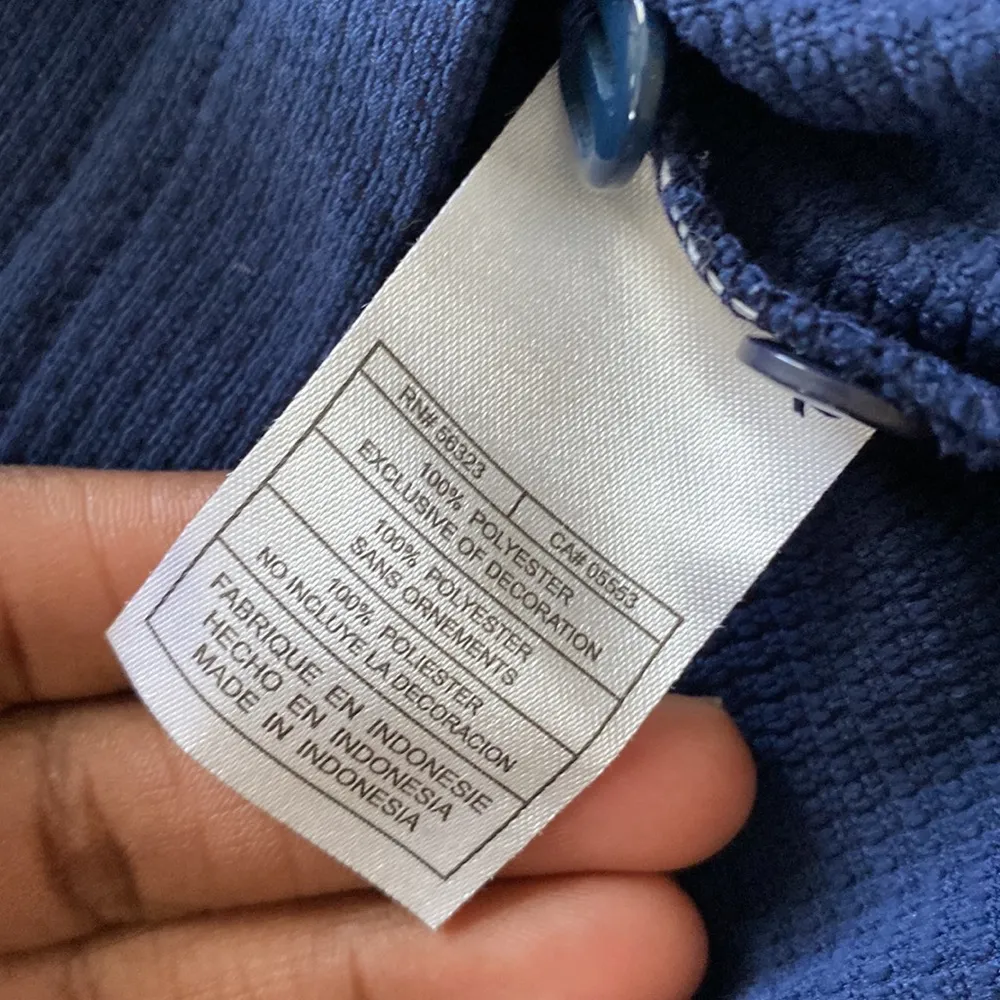 RN# 56323 CA# 05553
100% POLYESTER
EXCLUSIVE OF DECORATION
100% POLYESTER
SANS ORNEMENTS
100% POLIESTER
NO INCLUYE LA DECORACION
FABRIQUE EN INDONESIE
HECHO EN INDONESIA
MADE IN INDONESIA